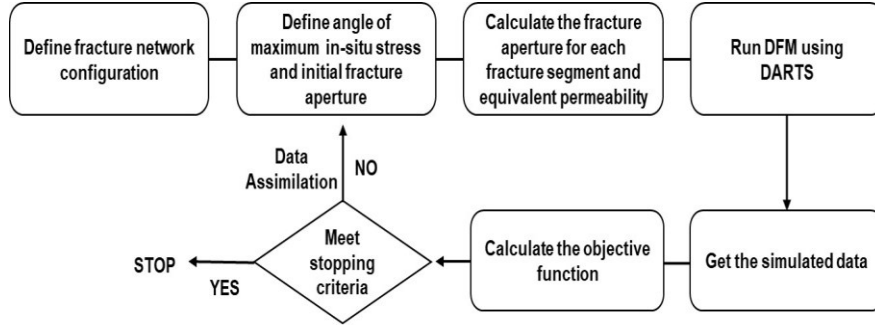 Define fracture network
configuration
Define angle of
maximum in-situ stress
and initial fracture
aperture
Calculate the fracture
aperture for each
fracture segment and
equivalent permeability
Run DFM using
DARTS
Data
Assimilation
NO
Meet
stopping
criteria
STOP
YES
Calculate the objective
function
Get the simulated data